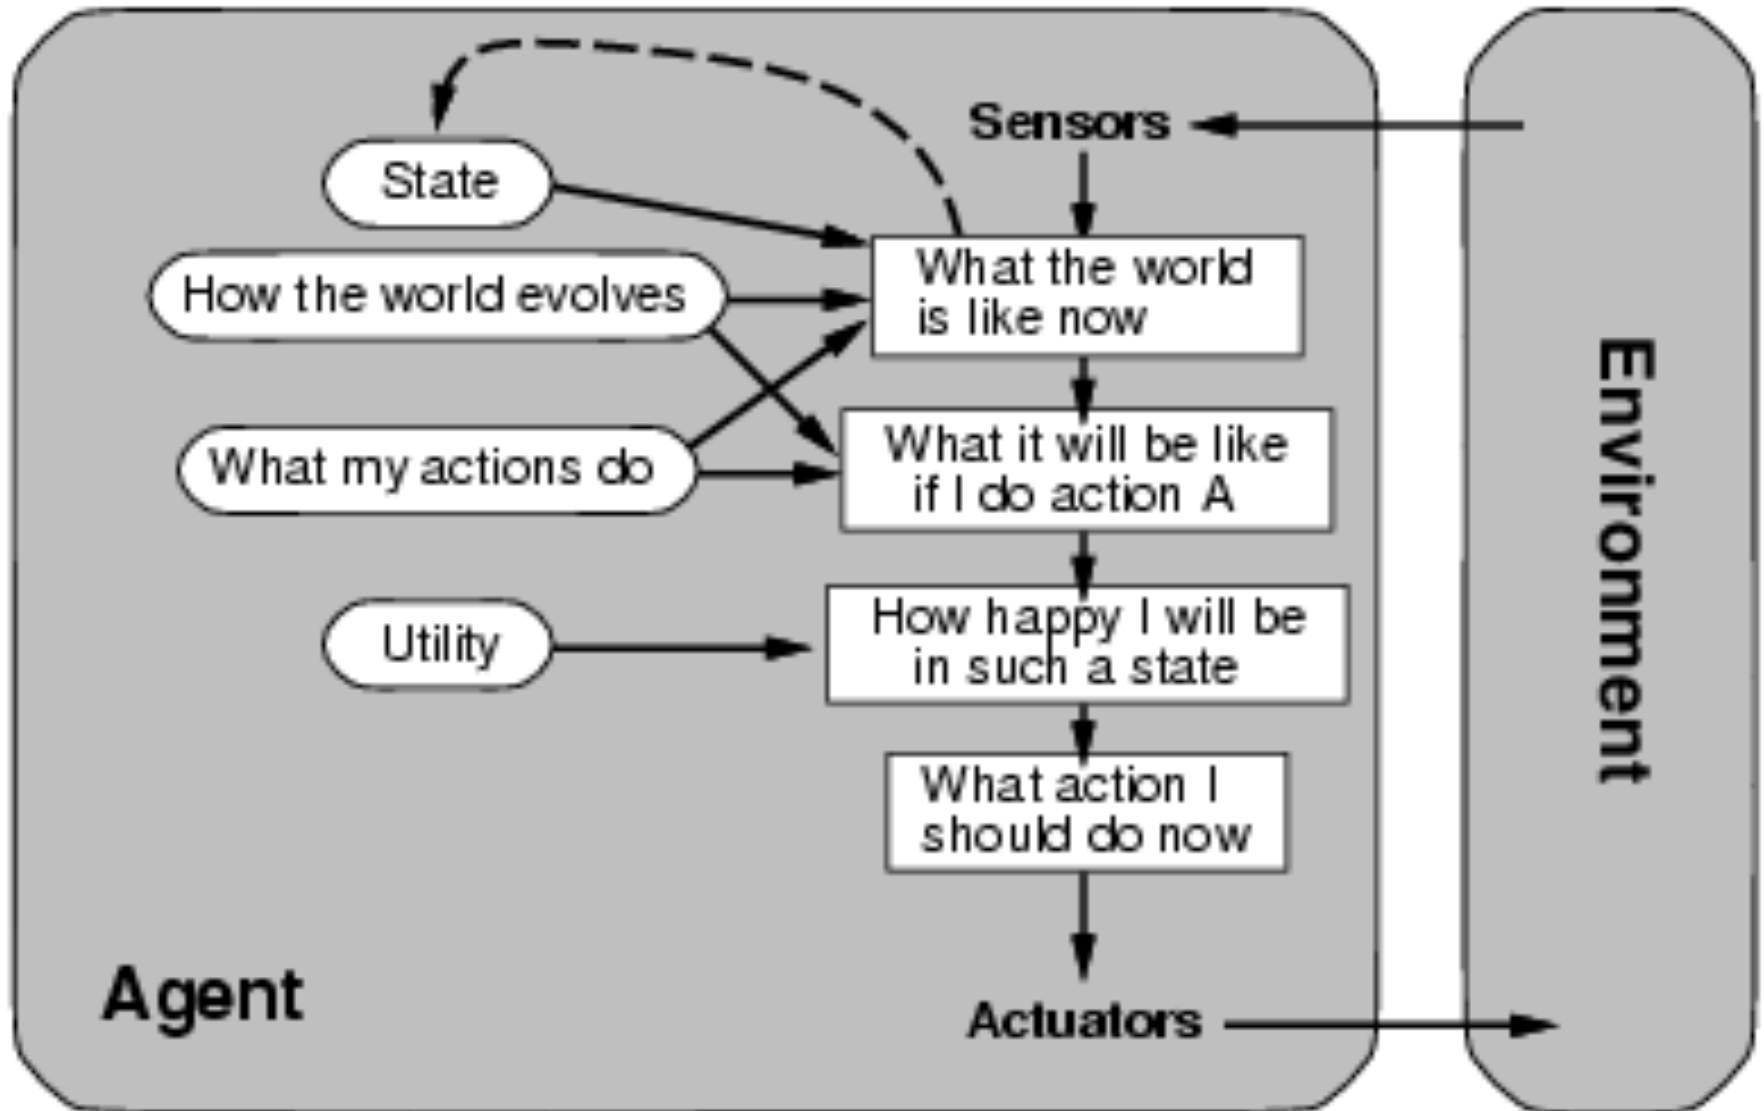 Sensors
State
What the world
is like now
How the world evolves
What it will be like
if I do action A
What my actions do
How happy I will be
in such a state
Utility
What action I
should do now
Agent
Actuators
Environment